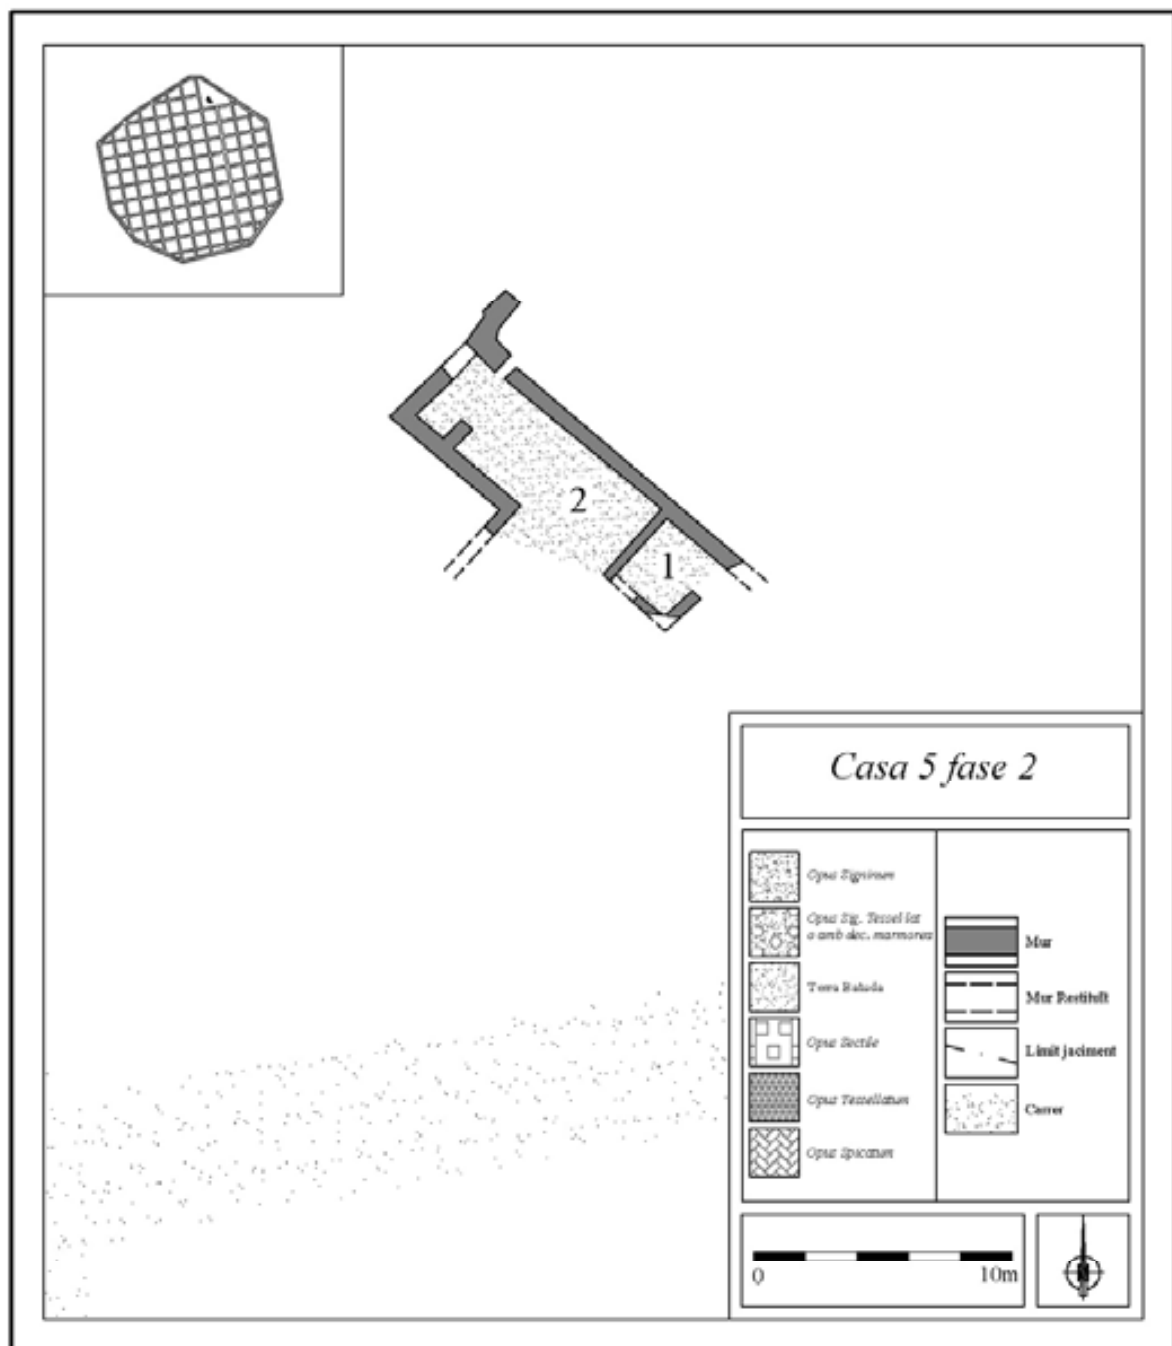 2
1
Casa 5 fase 2
Opus Signinum
Opus Sig. Tessel·lat
o amb dec. marmorea
Terra Batuda
Opus Sectile
Opus Tessellatum
Opus Spicatum
Mur
Mur Restituït
Límit jaciment
Carrer
0 10m